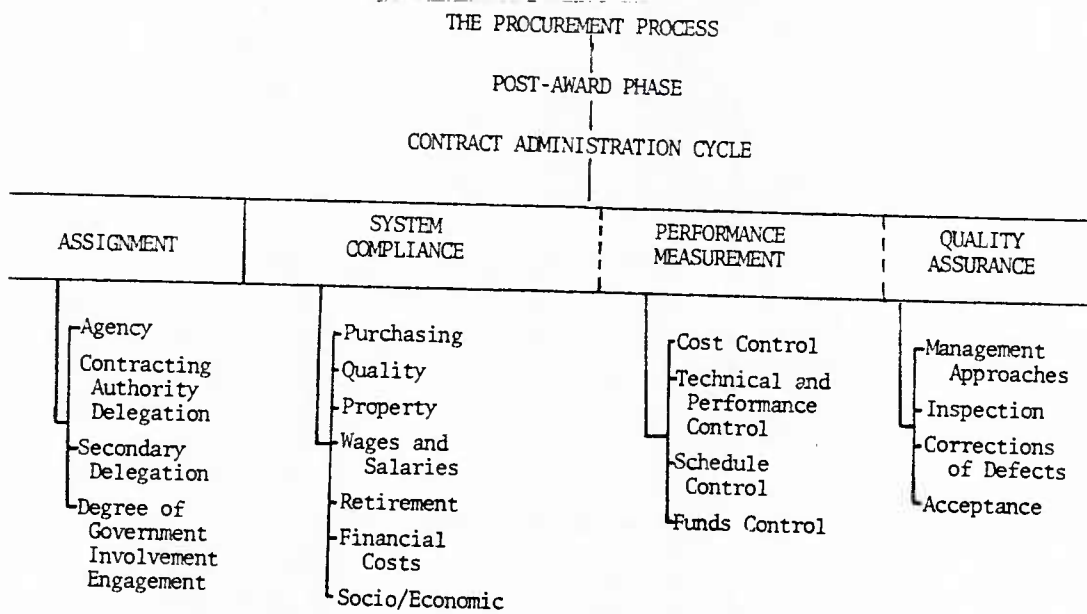 THE PROCUREMENT PROCESS
POST-AWARD PHASE
CONTRACT ADMINISTRATION CYCLE
ASSIGNMENT
SYSTEM
COMPLIANCE
PERFORMANCE
MEASUREMENT
QUALITY
ASSURANCE
Agency
Contracting
Authority
Delegation
Secondary
Delegation
Degree of
Government
Involvement
Engagement
Purchasing
Quality
Property
Wages and
Salaries
Retirement
Financial
Costs
Socio/Economic
Cost Control
Technical and
Performance
Control
Schedule
Control
Funds Control
Management
Approaches
Inspection
Corrections
of Defects
Acceptance